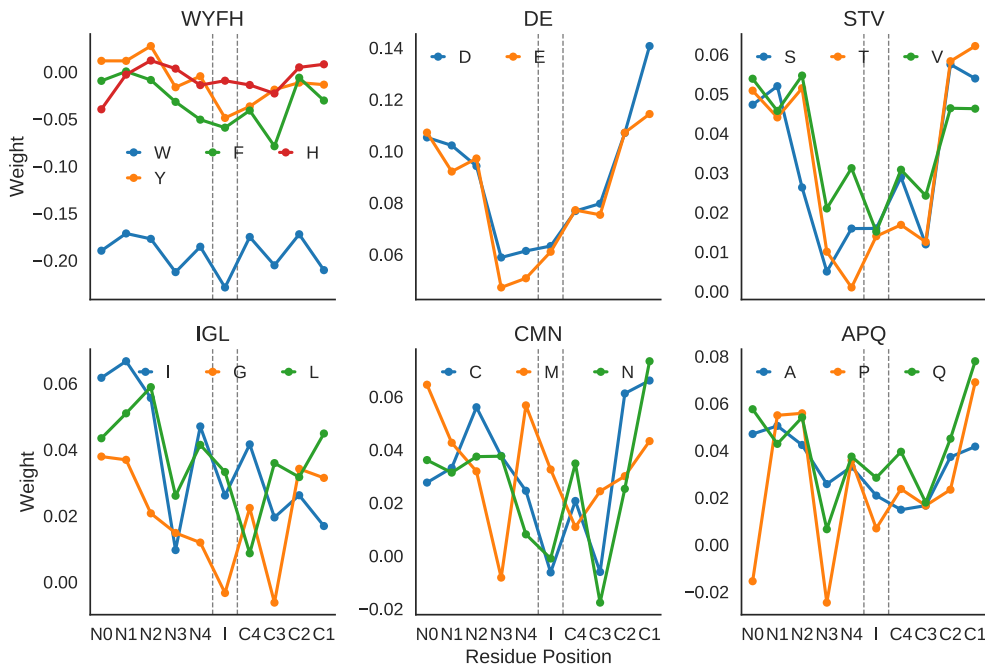 WYFH
DE
STV
0.00
−0.05
−0.10
−0.15
−0.20
Weight
W F H
Y
0.14
0.12
0.10
0.08
0.06
D E
0.06
0.05
0.04
0.03
0.02
0.01
0.00
S T V
IGL
CMN
APQ
0.06
0.04
0.02
0.00
Weight
I G L
0.06
0.04
0.02
0.00
−0.02
C M N
0.08
0.06
0.04
0.02
0.00
−0.02
A P Q
N0 N1 N2 N3 N4 I C4 C3 C2 C1
N0 N1 N2 N3 N4 I C4 C3 C2 C1
N0 N1 N2 N3 N4 I C4 C3 C2 C1
Residue Position